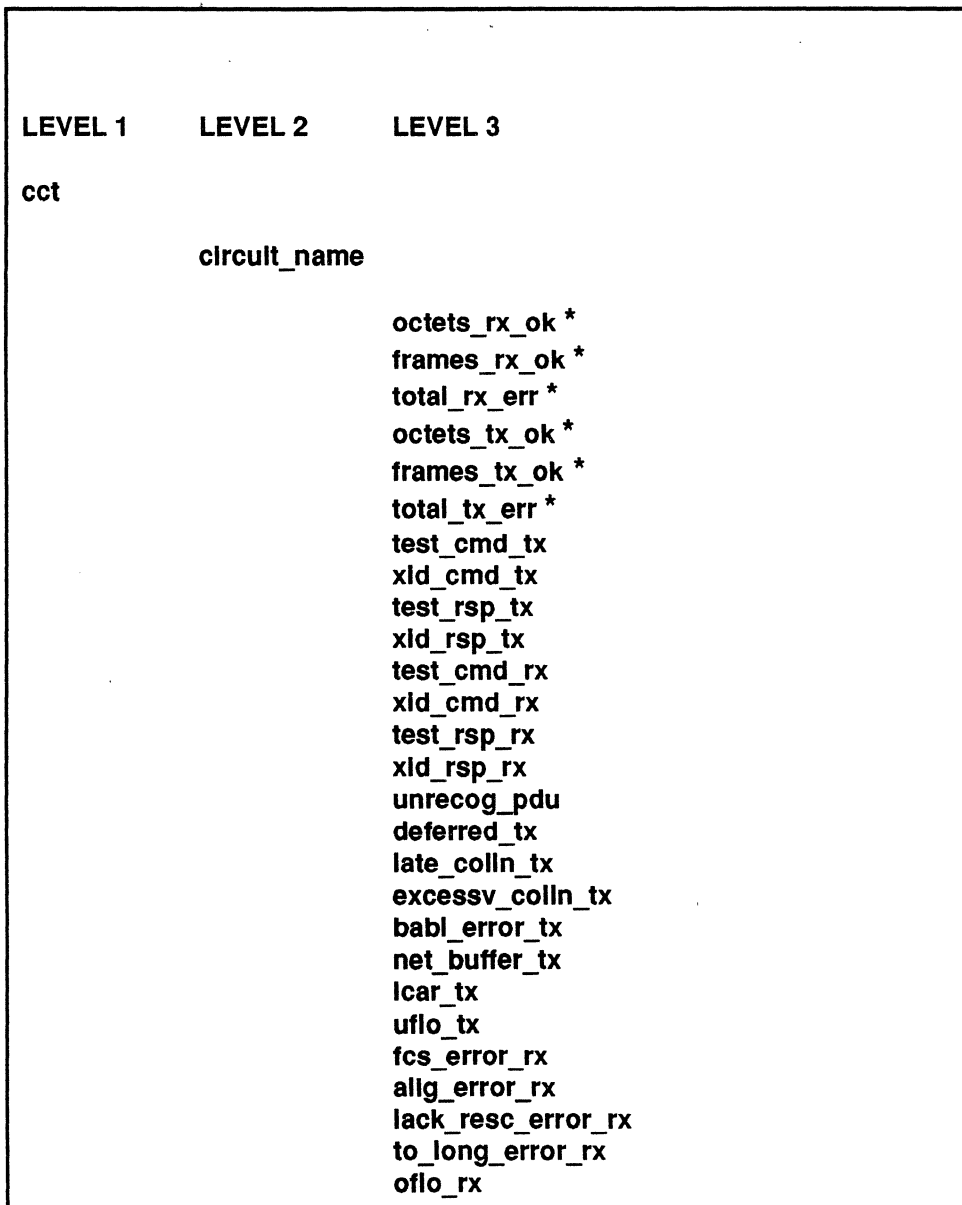 LEVEL 1 LEVEL 2 LEVEL 3
cct
circuit_name
octets_rx_ok *
frames_rx_ok *
total_rx_err *
octets_tx_ok *
frames_tx_ok *
total_tx_err *
test_cmd_tx
xid_cmd_tx
test_rsp_tx
xid_rsp_tx
test_cmd_rx
xid_cmd_rx
test_rsp_rx
xid_rsp_rx
unrecog_pdu
deferred_tx
late_colln_tx
excessv_colln_tx
babl_error_tx
net_buffer_tx
lcar_tx
uflo_tx
fcs_error_rx
alig_error_rx
lack_resc_error_rx
to_long_error_rx
oflo_rx